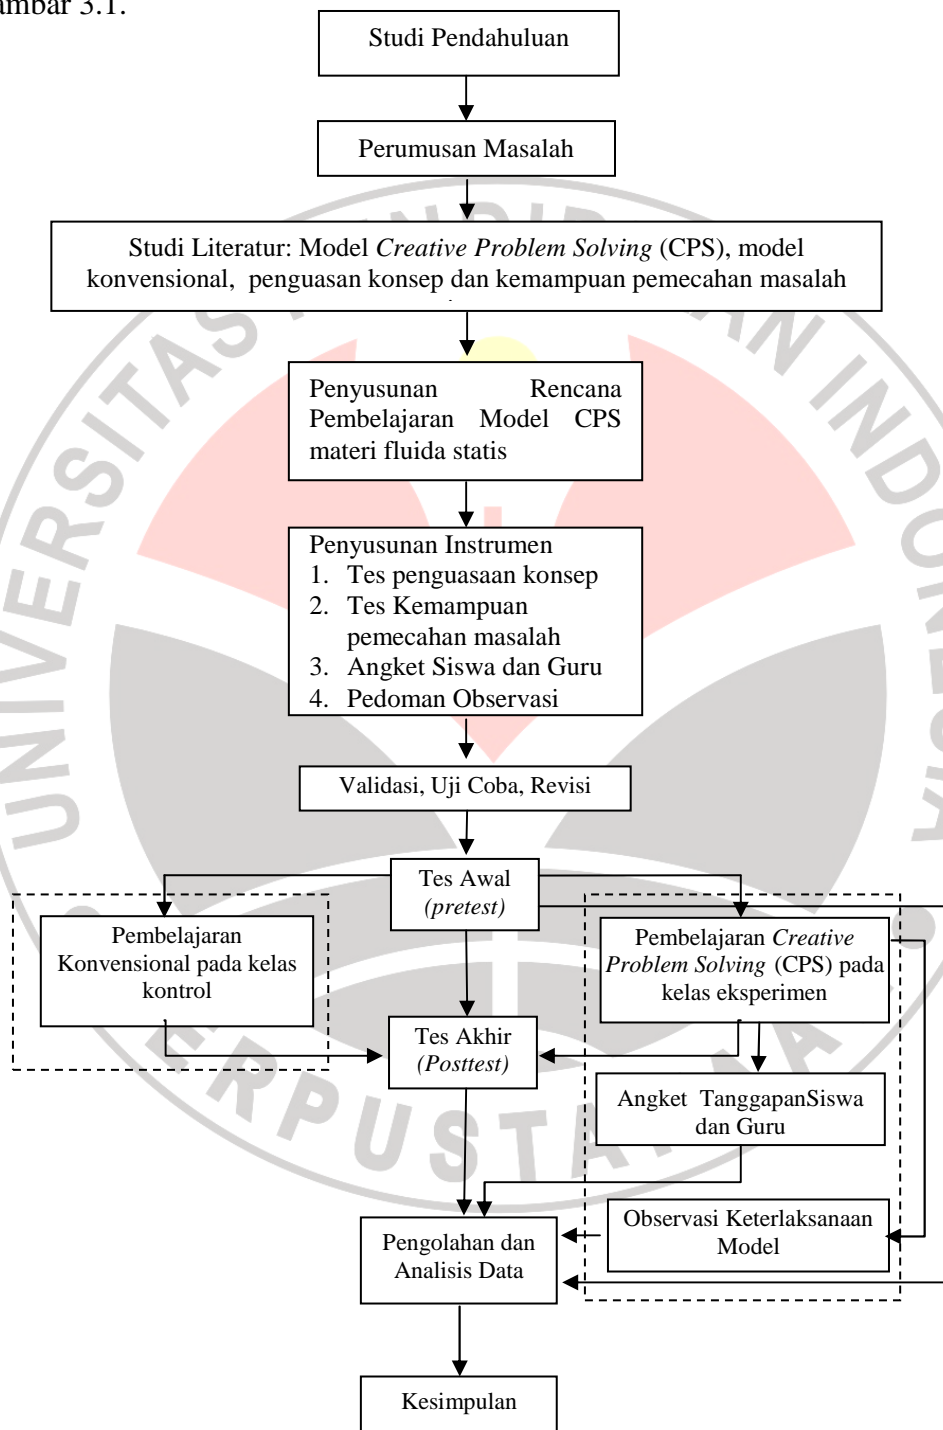 ambar 3.1.
Studi Pendahuluan
Perumusan Masalah
Studi Literatur: Model Creative Problem Solving (CPS), model
konvensional, penguasan konsep dan kemampuan pemecahan masalah
Penyusunan Rencana
Pembelajaran Model CPS
materi fluida statis
Penyusunan Instrumen
1. Tes penguasaan konsep
2. Tes Kemampuan
pemecahan masalah
3. Angket Siswa dan Guru
4. Pedoman Observasi
Validasi, Uji Coba, Revisi
Tes Awal
(pretest)
Pembelajaran
Konvensional pada kelas
kontrol
Pembelajaran Creative
Problem Solving (CPS) pada
kelas eksperimen
Tes Akhir
(Posttest)
Angket TanggapanSiswa
dan Guru
Observasi Keterlaksanaan
Model
Pengolahan dan
Analisis Data
Kesimpulan